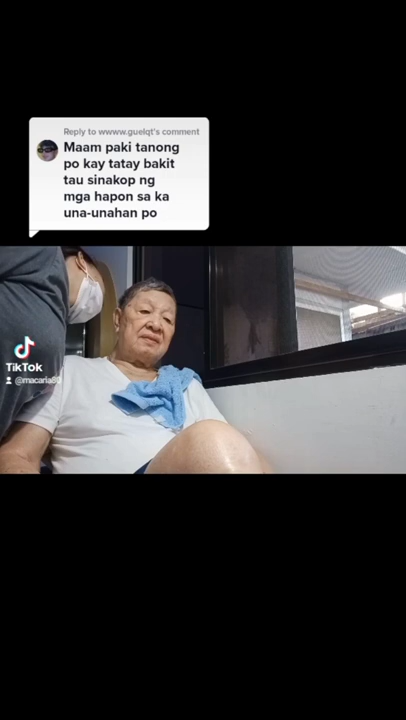 Reply to wwww.guelqt's comment
Maam paki tanong
po kay tatay bakit
tau sinakop ng
mga hapon sa ka
una-unahan po
TikTok